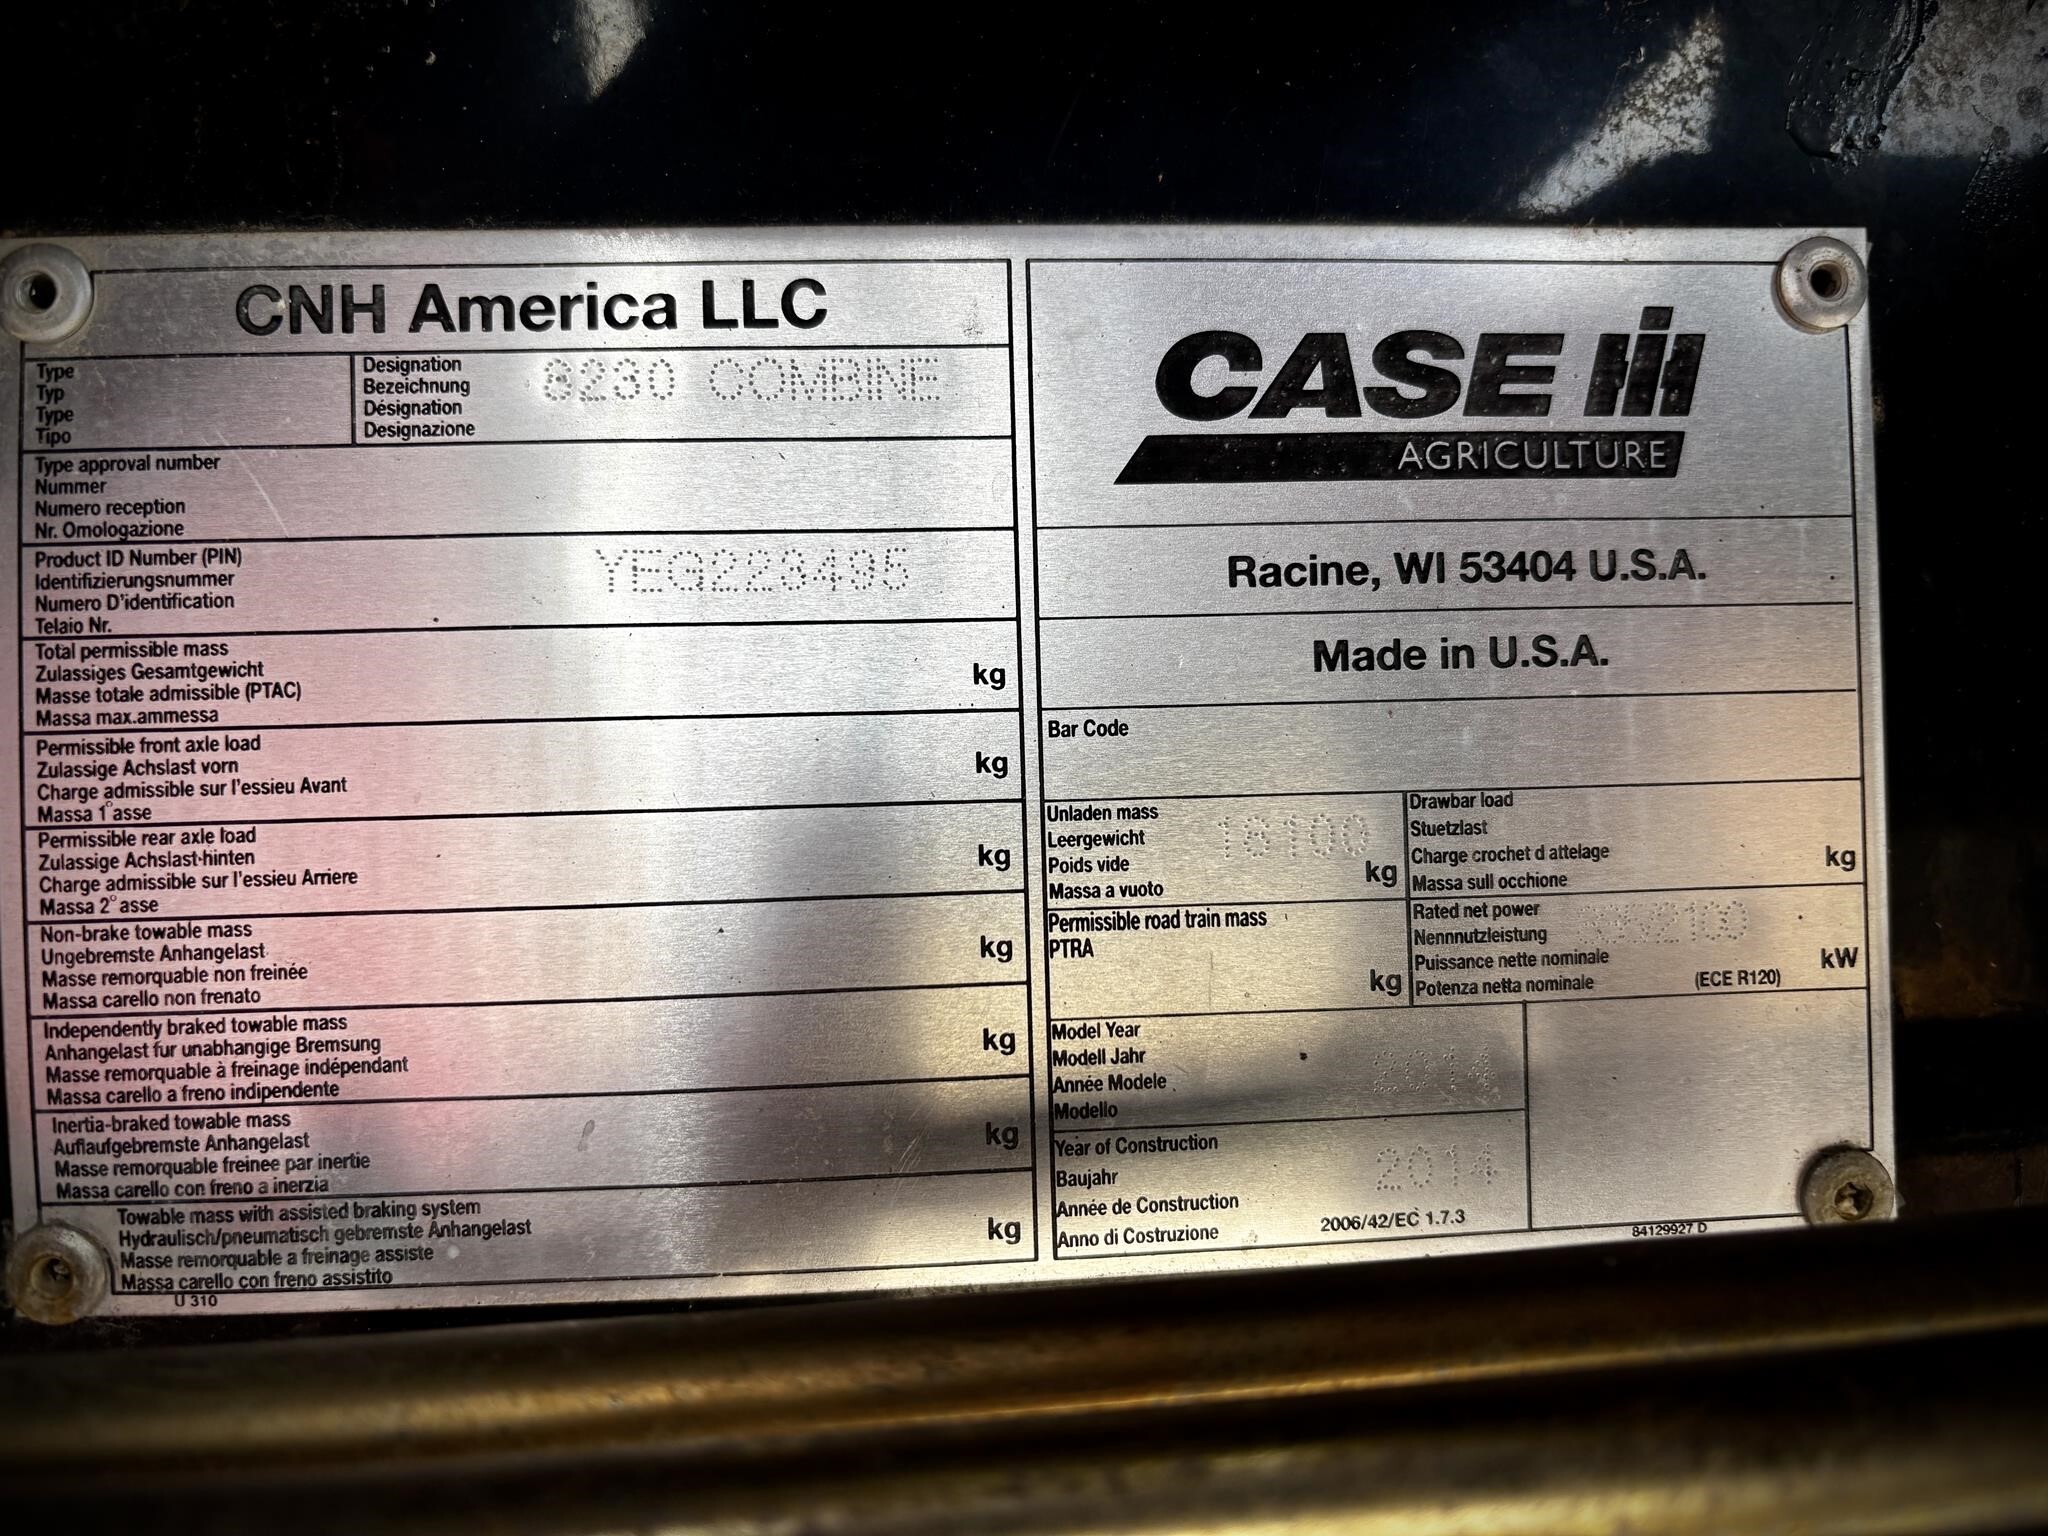 CNH America LLC
Type
Typ
Type
Tipo
Designation
Bezeichnung
Désignation
Designazione
8230 COMBINE
Type approval number
Nummer
Numero reception
Nr. Omologazione
Product ID Number (PIN)
Identifizierungsnummer
Numero D'identification
Telaio Nr.
YEG223495
Total permissible mass
Zulassiges Gesamtgewicht
Masse totale admissible (PTAC)
Massa max.ammessa
kg
Permissible front axle load
Zulassige Achslast vorn
Charge admissible sur l'essieu Avant
Massa 1°asse
kg
Permissible rear axle load
Zulassige Achslast-hinten
Charge admissible sur l'essieu Arriere
Massa 2°asse
kg
Non-brake towable mass
Ungebremste Anhangelast
Masse remorquable non freinée
Massa carello non frenato
kg
Independently braked towable mass
Anhangelast fur unabhangige Bremsung
Masse remorquable à freinage indépendant
Massa carello a freno indipendente
kg
Inertia-braked towable mass
Auflaufgebremste Anhangelast
Masse remorquable freinee par inertie
Massa carello con freno a inerzia
kg
Towable mass with assisted braking system
Hydraulisch/pneumatisch gebremste Anhangelast
Masse remorquable a freinage assiste
Massa carello con freno assistito
kg
U 310
CASE IH
AGRICULTURE
Racine, WI 53404 U.S.A.
Made in U.S.A.
Bar Code
Unladen mass
Leergewicht
Poids vide
Massa a vuoto
18100
kg
Drawbar load
Stuetzlast
Charge crochet d attelage
Massa sull occhione
kg
Permissible road train mass
PTRA
kg
Rated net power
Nennnutzleistung
Puissance nette nominale
Potenza netta nominale
(ECE R120)
kW
Model Year
Modell Jahr
Année Modele
Modello
2014
Year of Construction
Baujahr
Année de Construction
Anno di Costruzione
2014
2006/42/EC 1.7.3
84129927 D